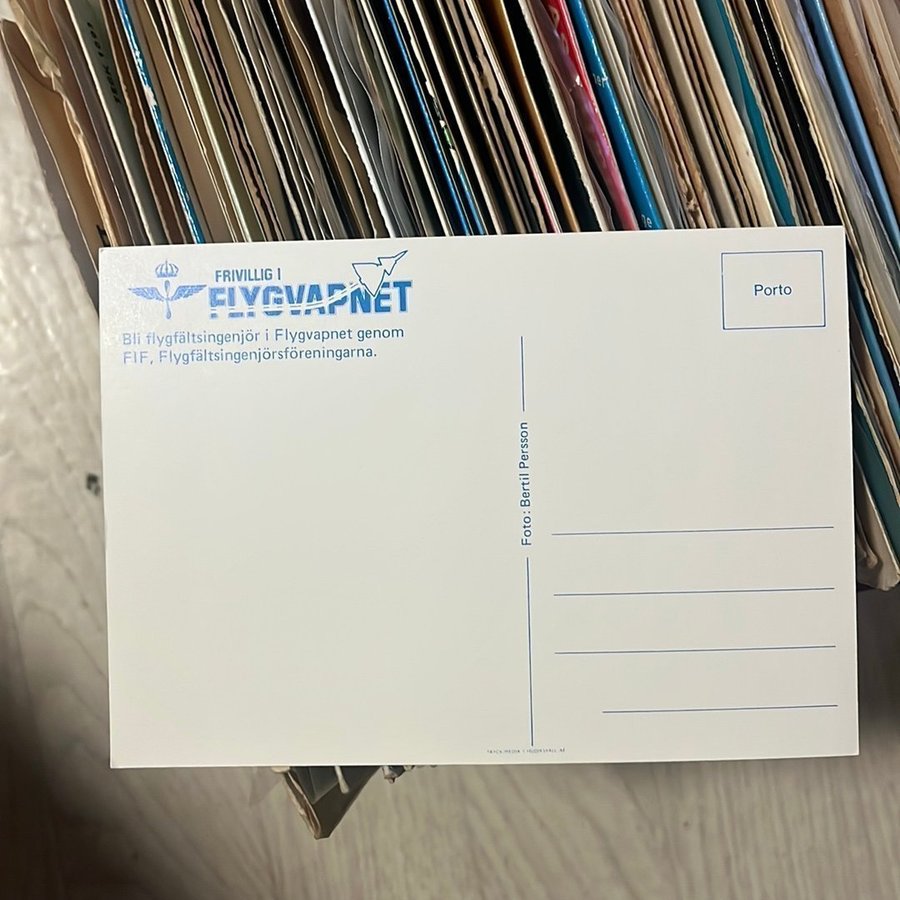 FRIVILLIG I
FLYGVAPNET
Bli flygfältsingenjör i Flygvapnet genom
FIF, Flygfältsingenjörsföreningarna.
Porto
Foto: Bertil Persson